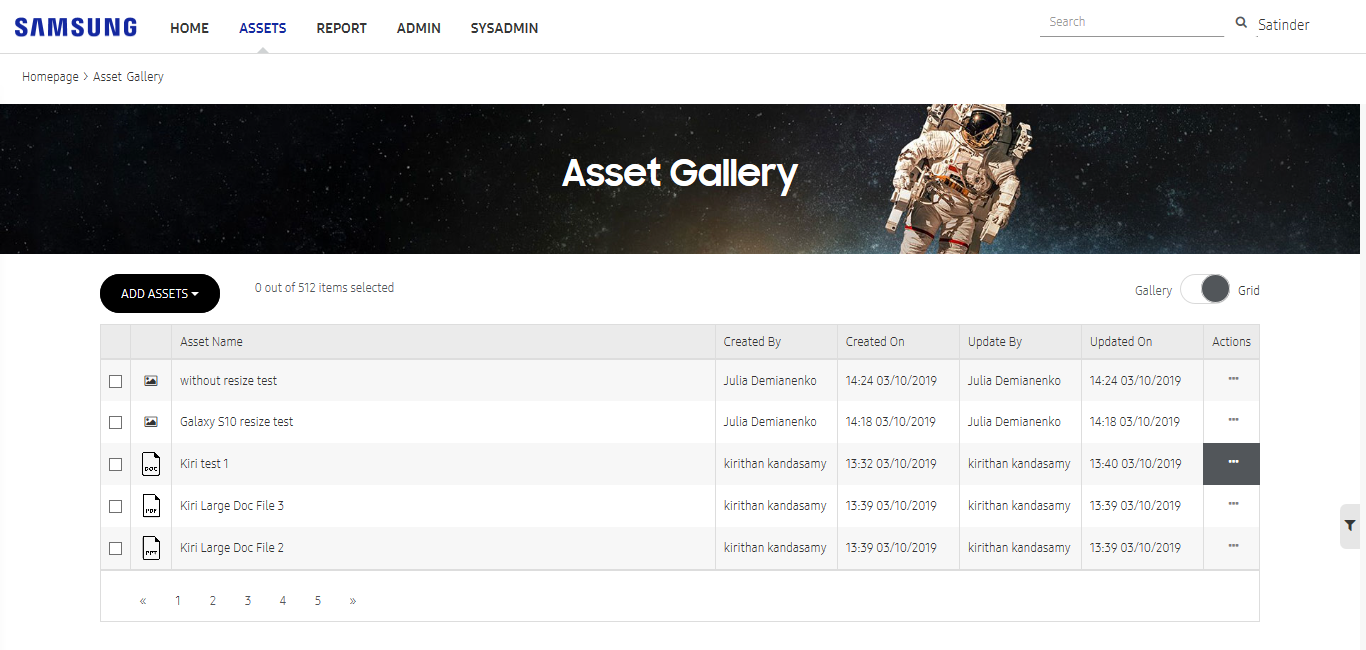 SAMSUNG HOME ASSETS REPORT ADMIN SYSADMIN Search Satinder
Homepage > Asset Gallery
Asset Gallery
ADD ASSETS 0 out of 512 items selected Gallery Grid
Asset Name Created By Created On Update By Updated On Actions
without resize test Julia Demianenko 14:24 03/10/2019 Julia Demianenko 14:24 03/10/2019 ...
Galaxy S10 resize test Julia Demianenko 14:18 03/10/2019 Julia Demianenko 14:18 03/10/2019 ...
DOC Kiri test 1 kirithan kandasamy 13:32 03/10/2019 kirithan kandasamy 13:40 03/10/2019 ...
PDF Kiri Large Doc File 3 kirithan kandasamy 13:39 03/10/2019 kirithan kandasamy 13:39 03/10/2019 ...
PPT Kiri Large Doc File 2 kirithan kandasamy 13:39 03/10/2019 kirithan kandasamy 13:39 03/10/2019 ...
« 1 2 3 4 5 »